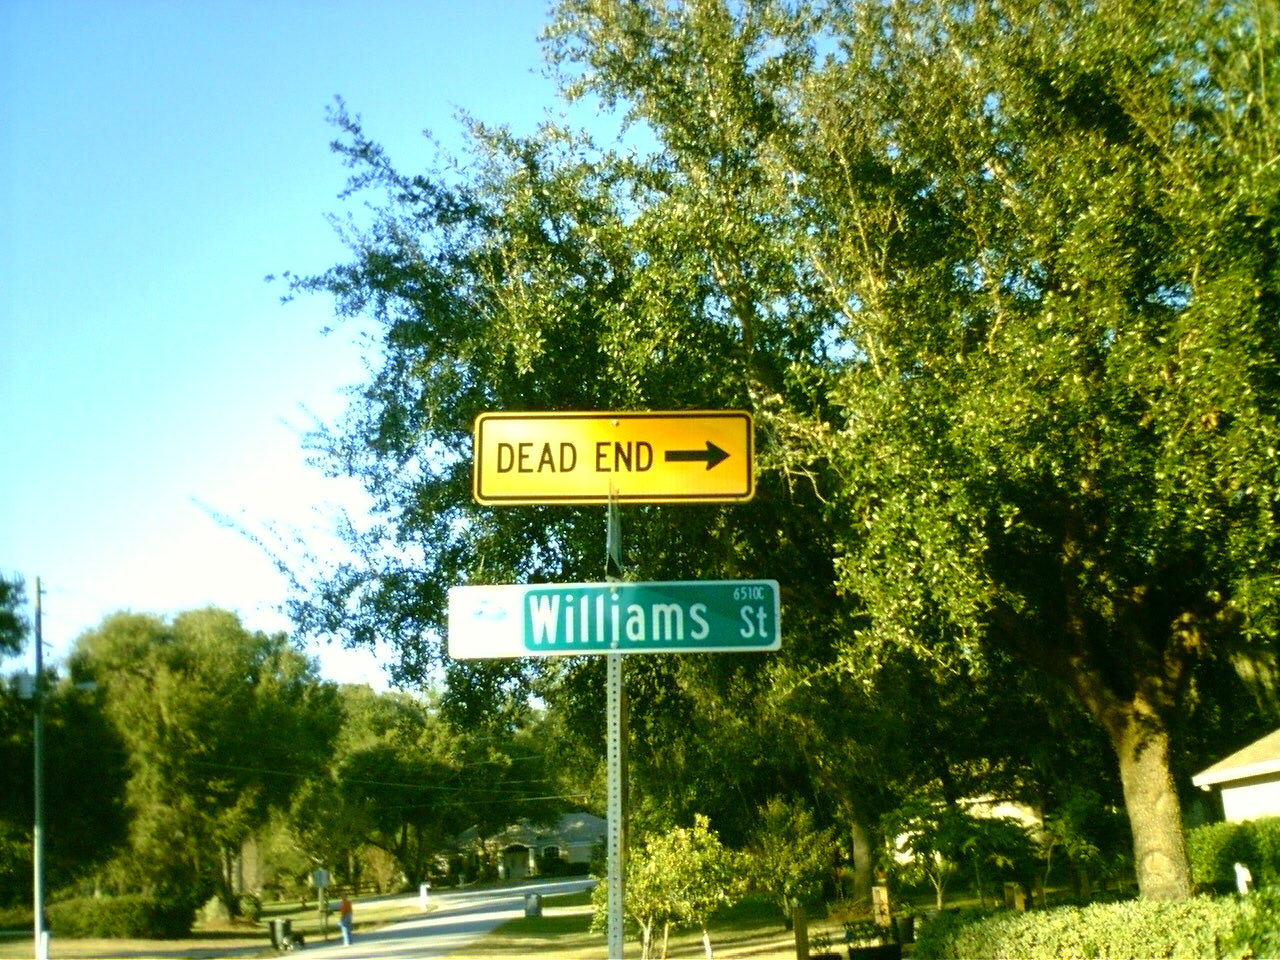 DEAD END
Williams St
6510C